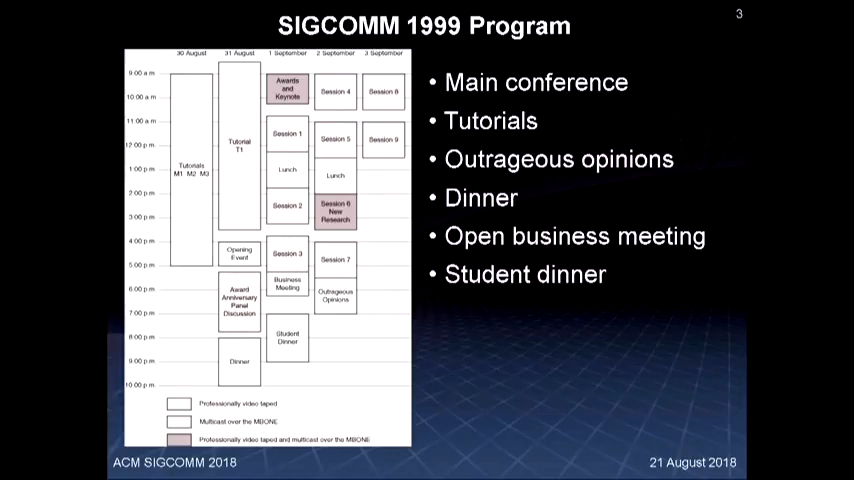 SIGCOMM 1999 Program
3
30 August 31 August 1 September 2 September 3 September
9:00 a m
10:00 a m
11:00 a m
12:00 p m
1:00 p m
2:00 p m
3:00 p m
4:00 p m
5:00 p m
6:00 p m
7:00 p m
8:00 p m
9:00 p m
10:00 p m
Tutorials
M1 M2 M3
Tutorial
T1
Opening
Event
Award
Anniversary
Panel
Discussion
Dinner
Awards
and
Keynote
Session 1
Lunch
Session 2
Session 3
Business
Meeting
Student
Dinner
Session 4
Session 5
Lunch
Session 6
New
Research
Session 7
Outrageous
Opinions
Session 8
Session 9
Professionally video taped
Multicast over the MBONE
Professionally video taped and multicast over the MBONE
• Main conference
• Tutorials
• Outrageous opinions
• Dinner
• Open business meeting
• Student dinner
ACM SIGCOMM 2018
21 August 2018